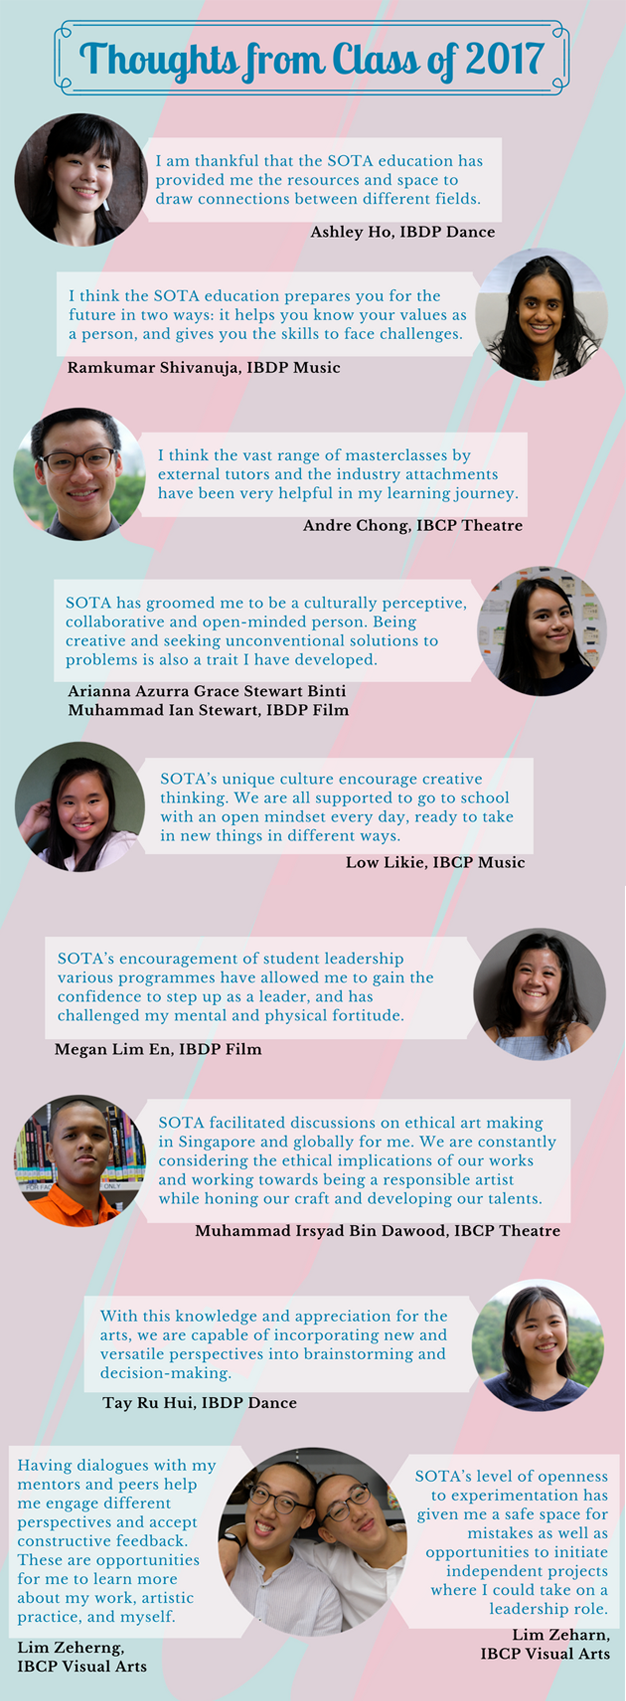 Thoughts from Class of 2017
I am thankful that the SOTA education has
provided me the resources and space to
draw connections between different fields.
Ashley Ho, IBDP Dance
I think the SOTA education prepares you for the
future in two ways: it helps you know your values as
a person, and gives you the skills to face challenges.
Ramkumar Shivanuja, IBDP Music
I think the vast range of masterclasses by
external tutors and the industry attachments
have been very helpful in my learning journey.
Andre Chong, IBCP Theatre
SOTA has groomed me to be a culturally perceptive,
collaborative and open-minded person. Being
creative and seeking unconventional solutions to
problems is also a trait I have developed.
Arianna Azurra Grace Stewart Binti
Muhammad Ian Stewart, IBDP Film
SOTA's unique culture encourage creative
thinking. We are all supported to go to school
with an open mindset every day, ready to take
in new things in different ways.
Low Likie, IBCP Music
SOTA's encouragement of student leadership
various programmes have allowed me to gain the
confidence to step up as a leader, and has
challenged my mental and physical fortitude.
Megan Lim En, IBDP Film
SOTA facilitated discussions on ethical art making
in Singapore and globally for me. We are constantly
considering the ethical implications of our works
and working towards being a responsible artist
while honing our craft and developing our talents.
Muhammad Irsyad Bin Dawood, IBCP Theatre
With this knowledge and appreciation for the
arts, we are capable of incorporating new and
versatile perspectives into brainstorming and
decision-making.
Tay Ru Hui, IBDP Dance
Having dialogues with my
mentors and peers help
me engage different
perspectives and accept
constructive feedback.
These are opportunities
for me to learn more
about my work, artistic
practice, and myself.
Lim Zeherng,
IBCP Visual Arts
SOTA's level of openness
to experimentation has
given me a safe space for
mistakes as well as
opportunities to initiate
independent projects
where I could take on a
leadership role.
Lim Zeharn,
IBCP Visual Arts